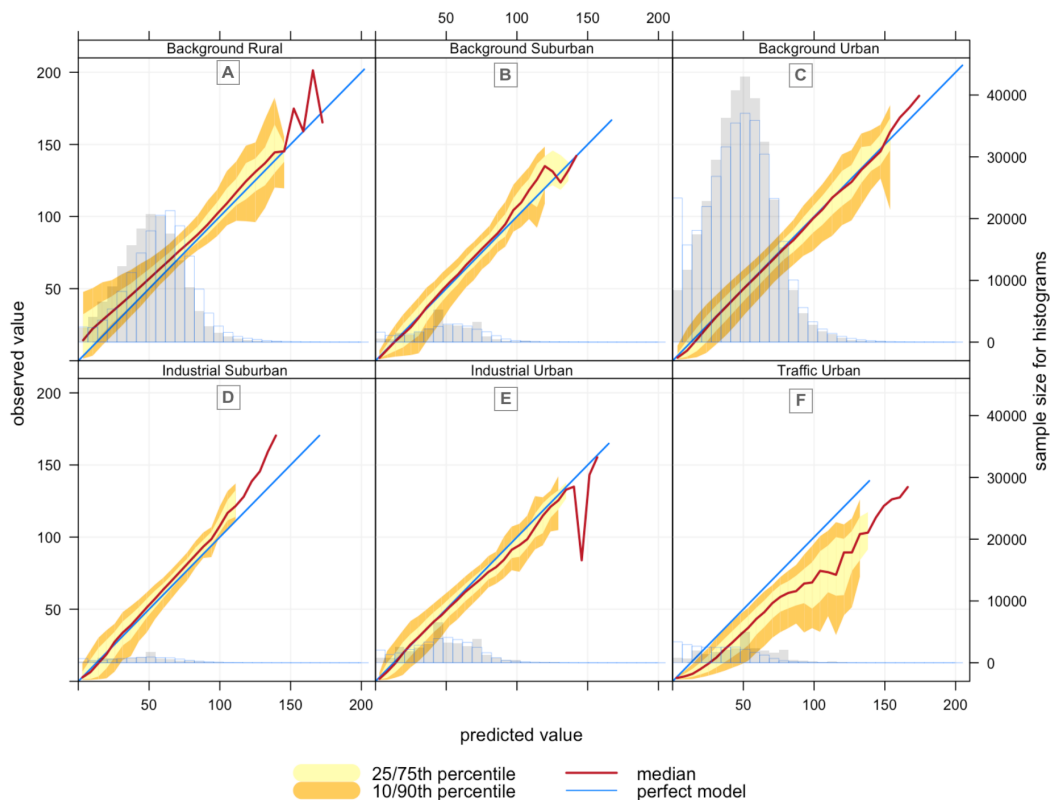 50 100 150 200
Background Rural Background Suburban Background Urban
A B C
200
150
100
50
40000
30000
20000
10000
0
Industrial Suburban Industrial Urban Traffic Urban
D E F
200
150
100
50
40000
30000
20000
10000
0
observed value
sample size for histograms
50 100 150 200 50 100 150 200
predicted value
25/75th percentile median
10/90th percentile perfect model